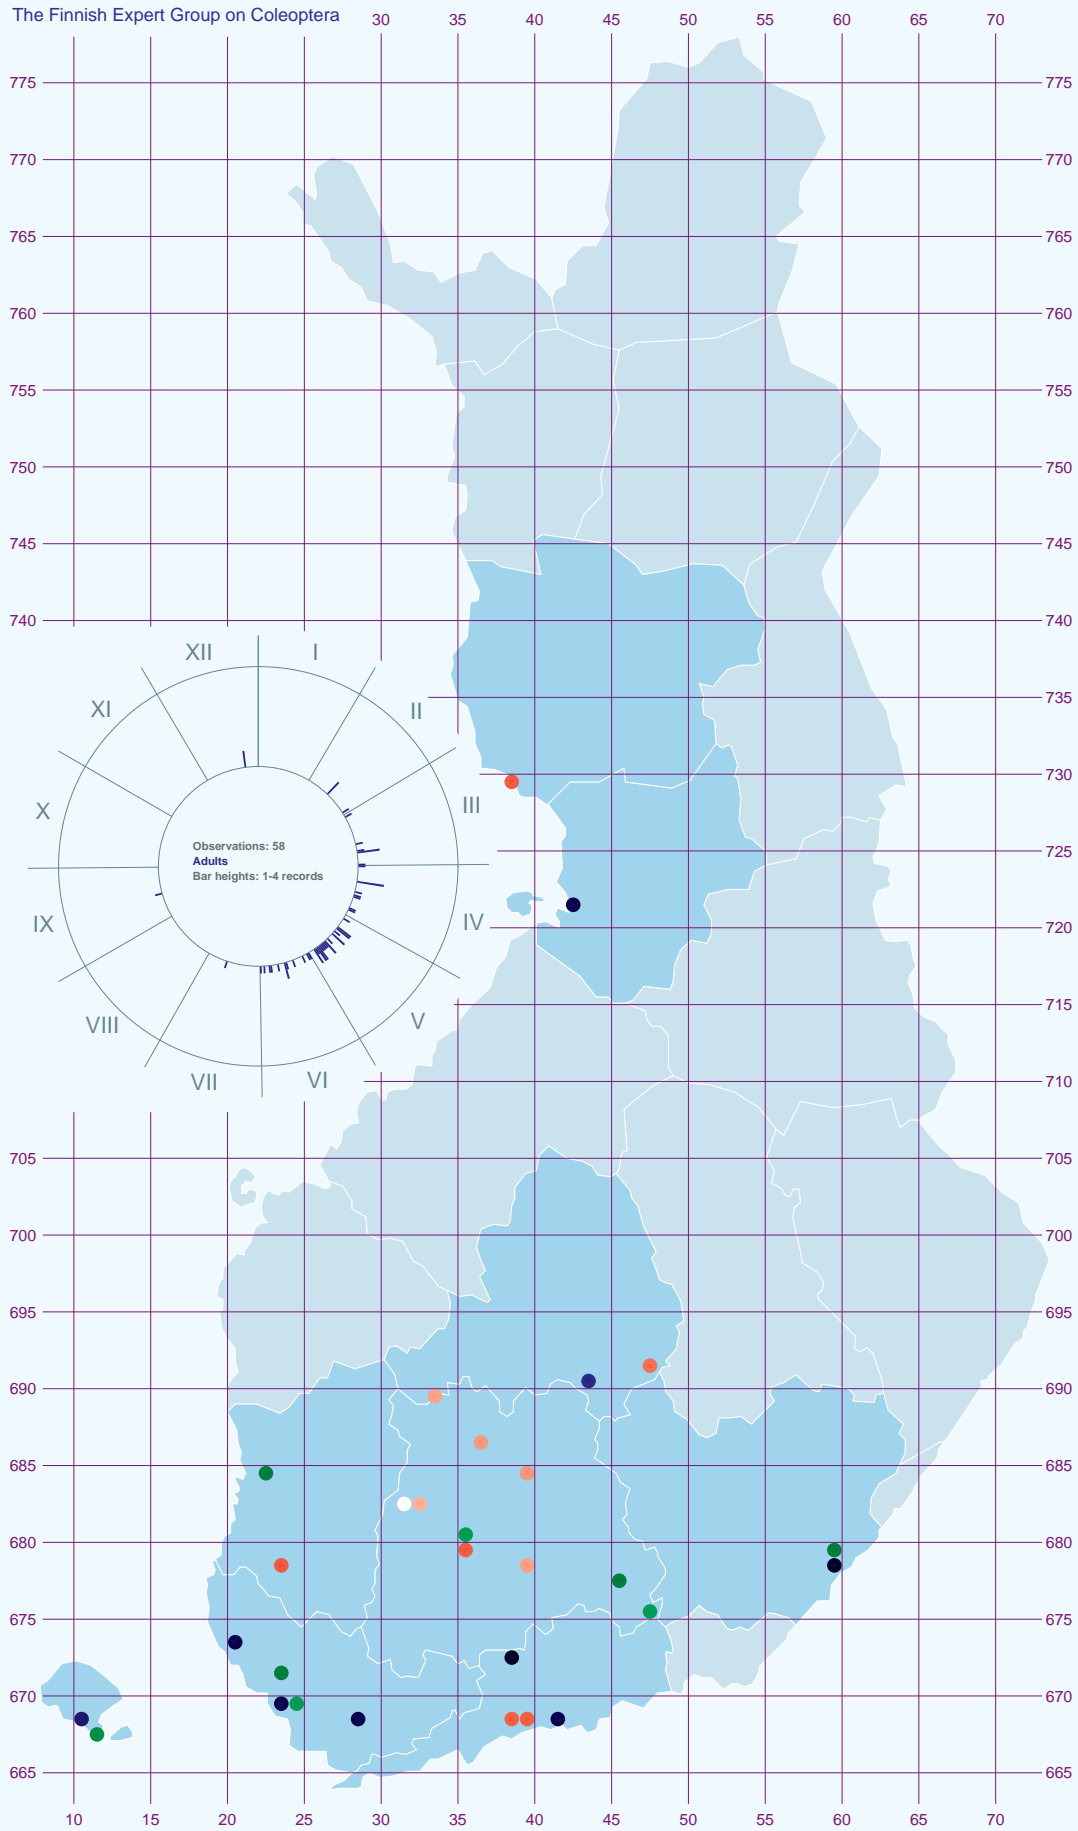 The Finnish Expert Group on Coleoptera
30 35 40 45 50 55 60 65 70
775 775
770 770
765 765
760 760
755 755
750 750
745 745
740 740
XII I
XI II
735
730
X III
Observations: 58
Adults
Bar heights: 1-4 records
725
IX IV
720
VIII V
715
VII VI
710
705 705
700 700
695 695
690 690
685 685
680 680
675 675
670 670
665 665
10 15 20 25 30 35 40 45 50 55 60 65 70